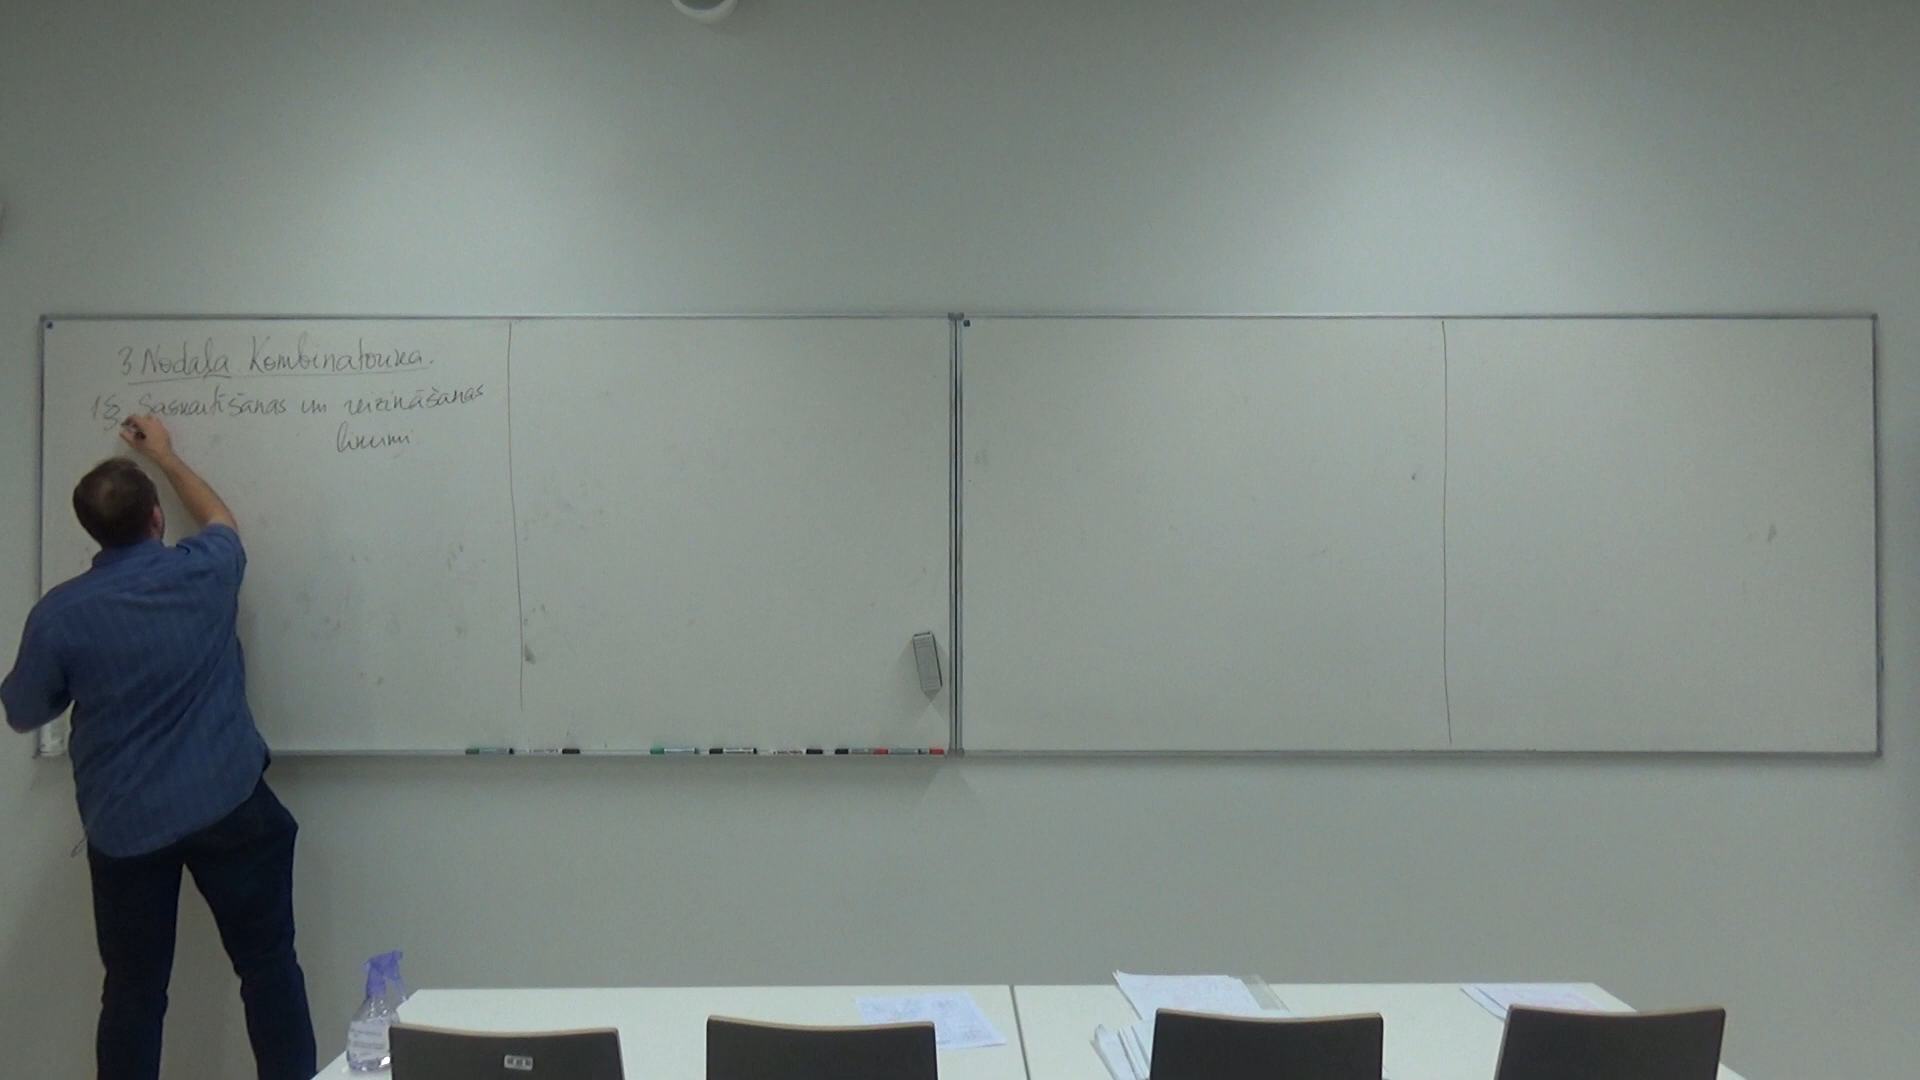 3 Nodaļa Kombinatorika.
1§ Saskaitīšanas un reizināšanas
likumi